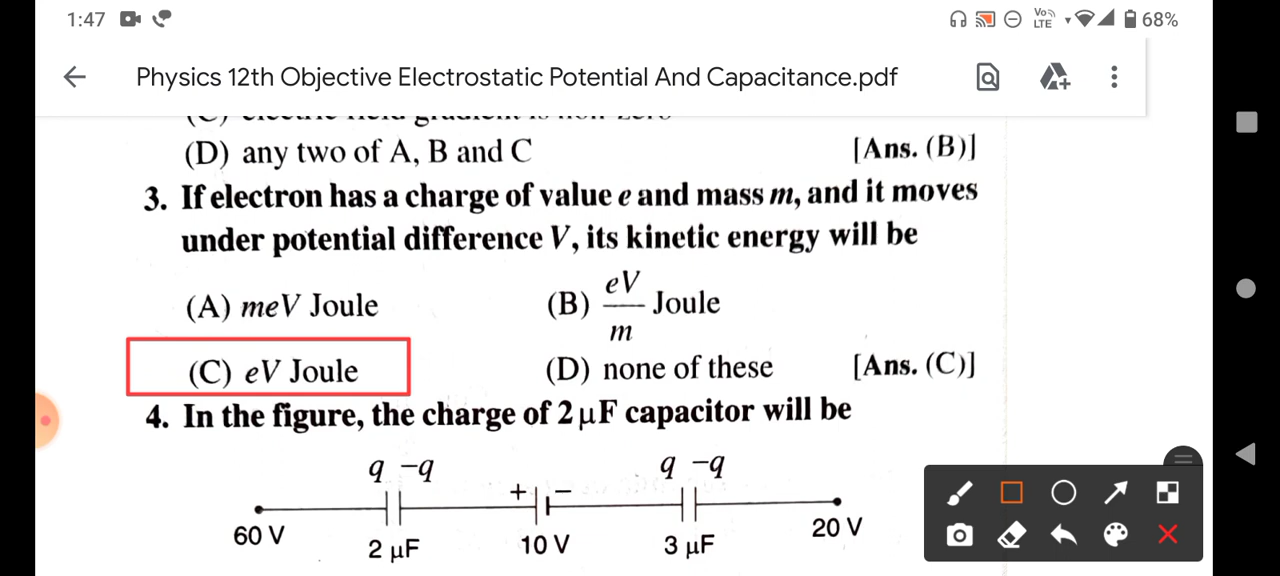 1:47
Vo LTE
68%
Physics 12th Objective Electrostatic Potential And Capacitance.pdf
(D) any two of A, B and C [Ans. (B)]
3. If electron has a charge of value e and mass m, and it moves
under potential difference V, its kinetic energy will be
(A) meV Joule (B) eV/m Joule
(C) eV Joule (D) none of these [Ans. (C)]
4. In the figure, the charge of 2 μF capacitor will be
q −q q −q
+ −
60 V 2 μF 10 V 3 μF 20 V